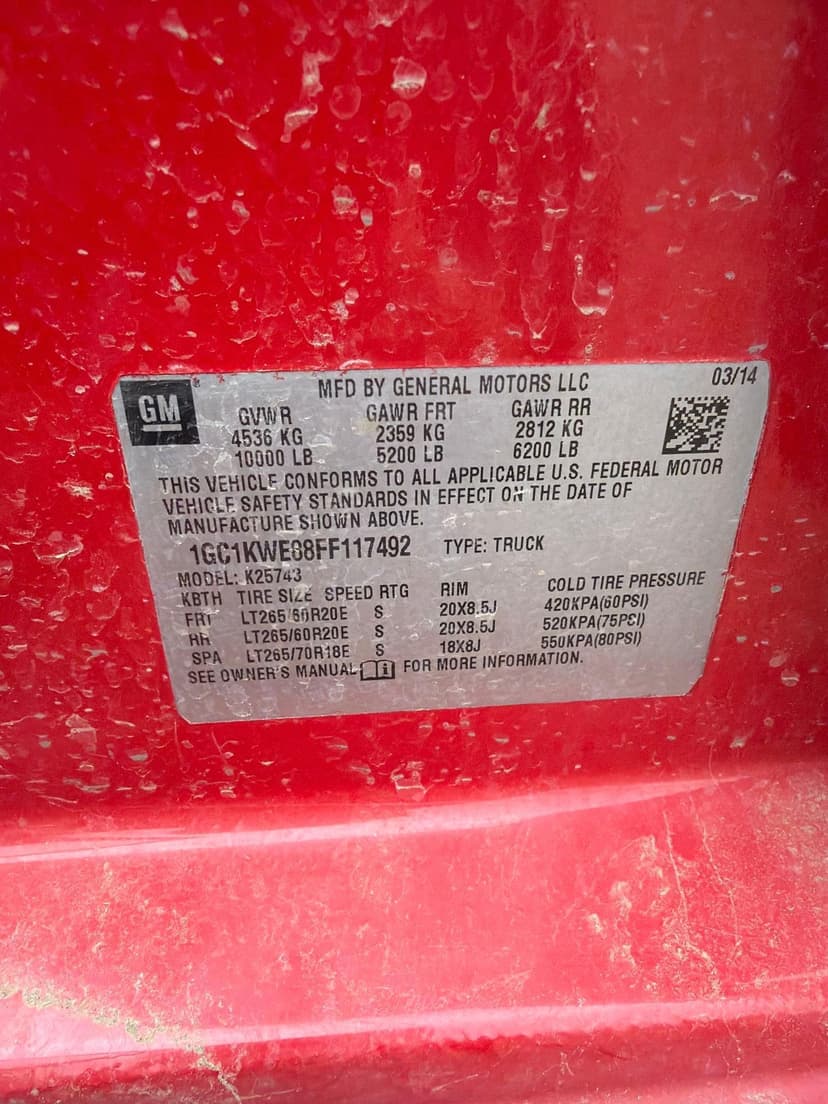 GM
MFD BY GENERAL MOTORS LLC 03/14
GVWR GAWR FRT GAWR RR
4536 KG 2359 KG 2812 KG
10000 LB 5200 LB 6200 LB
THIS VEHICLE CONFORMS TO ALL APPLICABLE U.S. FEDERAL MOTOR
VEHICLE SAFETY STANDARDS IN EFFECT ON THE DATE OF
MANUFACTURE SHOWN ABOVE.
1GC1KWE88FF117492 TYPE: TRUCK
MODEL: K25743
KBTH TIRE SIZE SPEED RTG RIM COLD TIRE PRESSURE
FRT LT265/60R20E S 20X8.5J 420KPA(60PSI)
RR LT265/60R20E S 20X8.5J 520KPA(75PSI)
SPA LT265/70R18E S 18X8J 550KPA(80PSI)
SEE OWNER'S MANUAL FOR MORE INFORMATION.